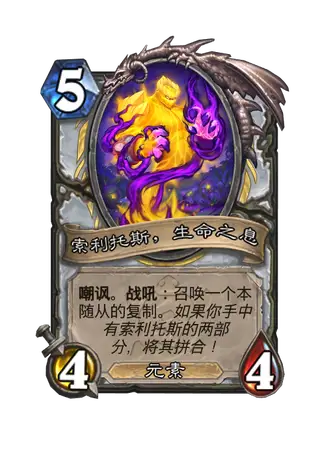 5
索利托斯，生命之息
嘲讽。战吼：召唤一个本
随从的复制。如果你手中
有索利托斯的两部
分，将其拼合！
4
元素
4